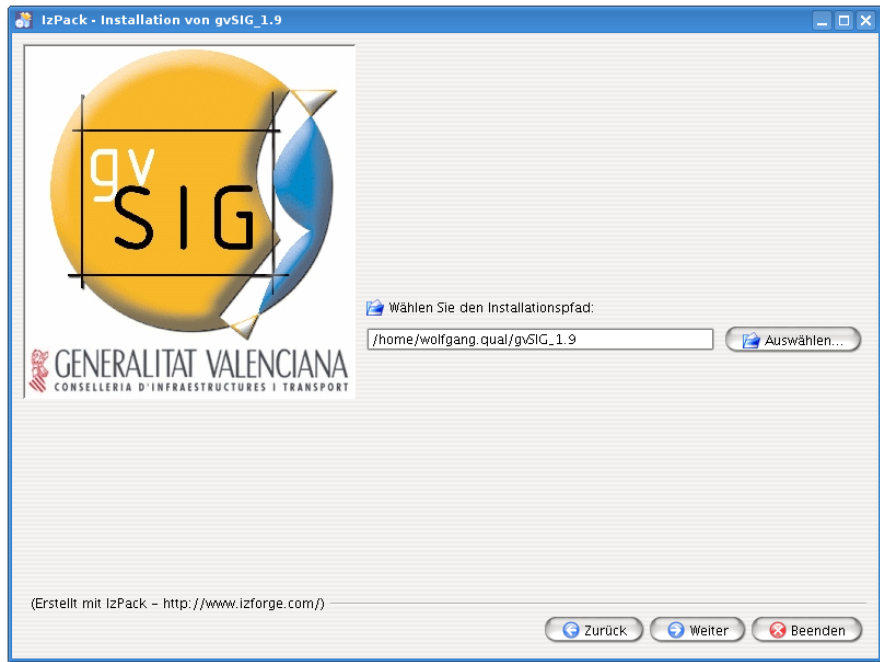 IzPack - Installation von gvSIG_1.9
gv
SIG
GENERALITAT VALENCIANA
CONSELLERIA D'INFRAESTRUCTURES I TRANSPORT
Wählen Sie den Installationspfad:
/home/wolfgang.qual/gvSIG_1.9
Auswählen...
(Erstellt mit IzPack - http://www.izforge.com/)
Zurück
Weiter
Beenden